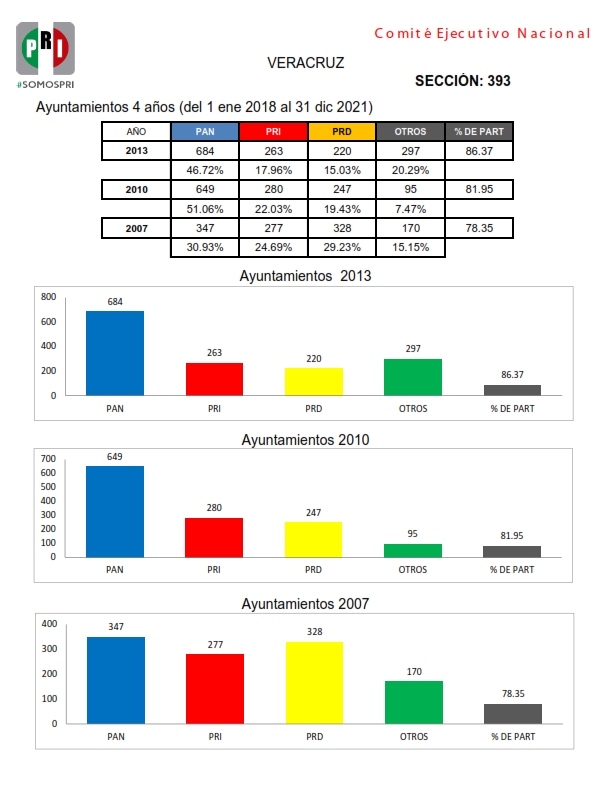 Comité Ejecutivo Nacional
PRI
#SOMOSPRI
VERACRUZ
SECCIÓN: 393
Ayuntamientos 4 años (del 1 ene 2018 al 31 dic 2021)
AÑO PAN PRI PRD OTROS % DE PART
2013 684 263 220 297 86.37
46.72% 17.96% 15.03% 20.29%
2010 649 280 247 95 81.95
51.06% 22.03% 19.43% 7.47%
2007 347 277 328 170 78.35
30.93% 24.69% 29.23% 15.15%
Ayuntamientos 2013
800
684
600
400
263 220 297
200
86.37
0
PAN PRI PRD OTROS % DE PART
Ayuntamientos 2010
700
649
600
500
400
300
280 247
200
100
95 81.95
0
PAN PRI PRD OTROS % DE PART
Ayuntamientos 2007
400
347 277 328
300
200
170
100
78.35
0
PAN PRI PRD OTROS % DE PART